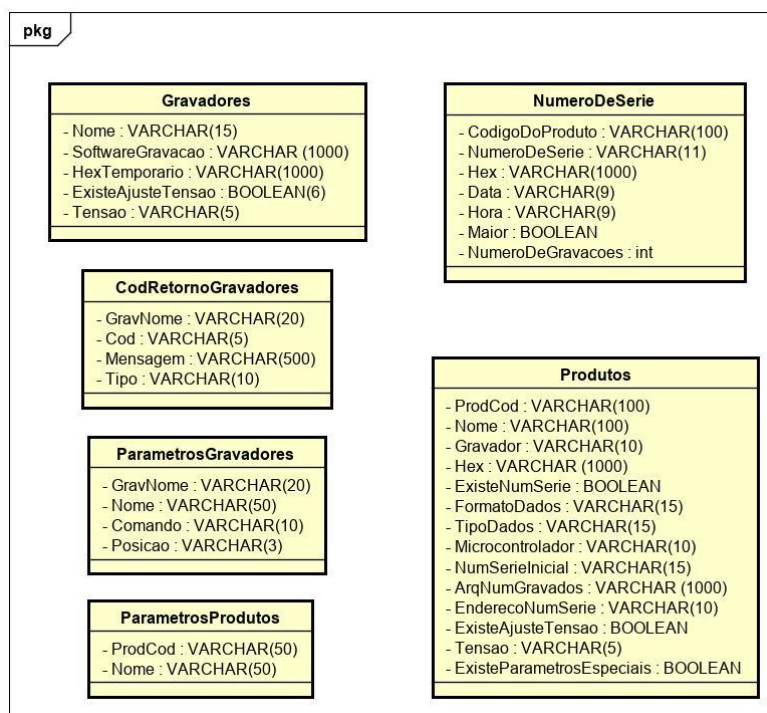 pkg
Gravadores
- Nome : VARCHAR(15)
- SoftwareGravacao : VARCHAR (1000)
- HexTemporario : VARCHAR(1000)
- ExisteAjusteTensao : BOOLEAN(6)
- Tensao : VARCHAR(5)
CodRetornoGravadores
- GravNome : VARCHAR(20)
- Cod : VARCHAR(5)
- Mensagem : VARCHAR(500)
- Tipo : VARCHAR(10)
ParametrosGravadores
- GravNome : VARCHAR(20)
- Nome : VARCHAR(50)
- Comando : VARCHAR(10)
- Posicao : VARCHAR(3)
ParametrosProdutos
- ProdCod : VARCHAR(50)
- Nome : VARCHAR(50)
NumeroDeSerie
- CodigoDoProduto : VARCHAR(100)
- NumeroDeSerie : VARCHAR(11)
- Hex : VARCHAR(1000)
- Data : VARCHAR(9)
- Hora : VARCHAR(9)
- Maior : BOOLEAN
- NumeroDeGravacoes : int
Produtos
- ProdCod : VARCHAR(100)
- Nome : VARCHAR(100)
- Gravador : VARCHAR(10)
- Hex : VARCHAR (1000)
- ExisteNumSerie : BOOLEAN
- FormatoDados : VARCHAR(15)
- TipoDados : VARCHAR(15)
- Microcontrolador : VARCHAR(10)
- NumSerieInicial : VARCHAR(15)
- ArqNumGravados : VARCHAR (1000)
- EnderecoNumSerie : VARCHAR(10)
- ExisteAjusteTensao : BOOLEAN
- Tensao : VARCHAR(5)
- ExisteParametrosEspeciais : BOOLEAN